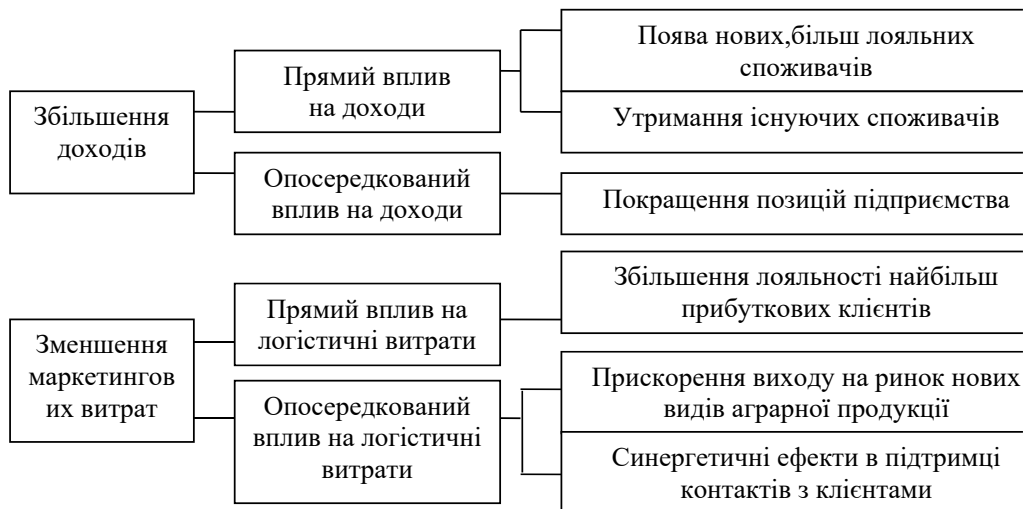 Збільшення
доходів
Прямий вплив
на доходи
Поява нових,більш лояльних
споживачів
Утримання існуючих споживачів
Опосередкований
вплив на доходи
Покращення позицій підприємства
Зменшення
маркетингов
их витрат
Прямий вплив на
логістичні витрати
Збільшення лояльності найбільш
прибуткових клієнтів
Опосередкований
вплив на логістичні
витрати
Прискорення виходу на ринок нових
видів аграрної продукції
Синергетичні ефекти в підтримці
контактів з клієнтами